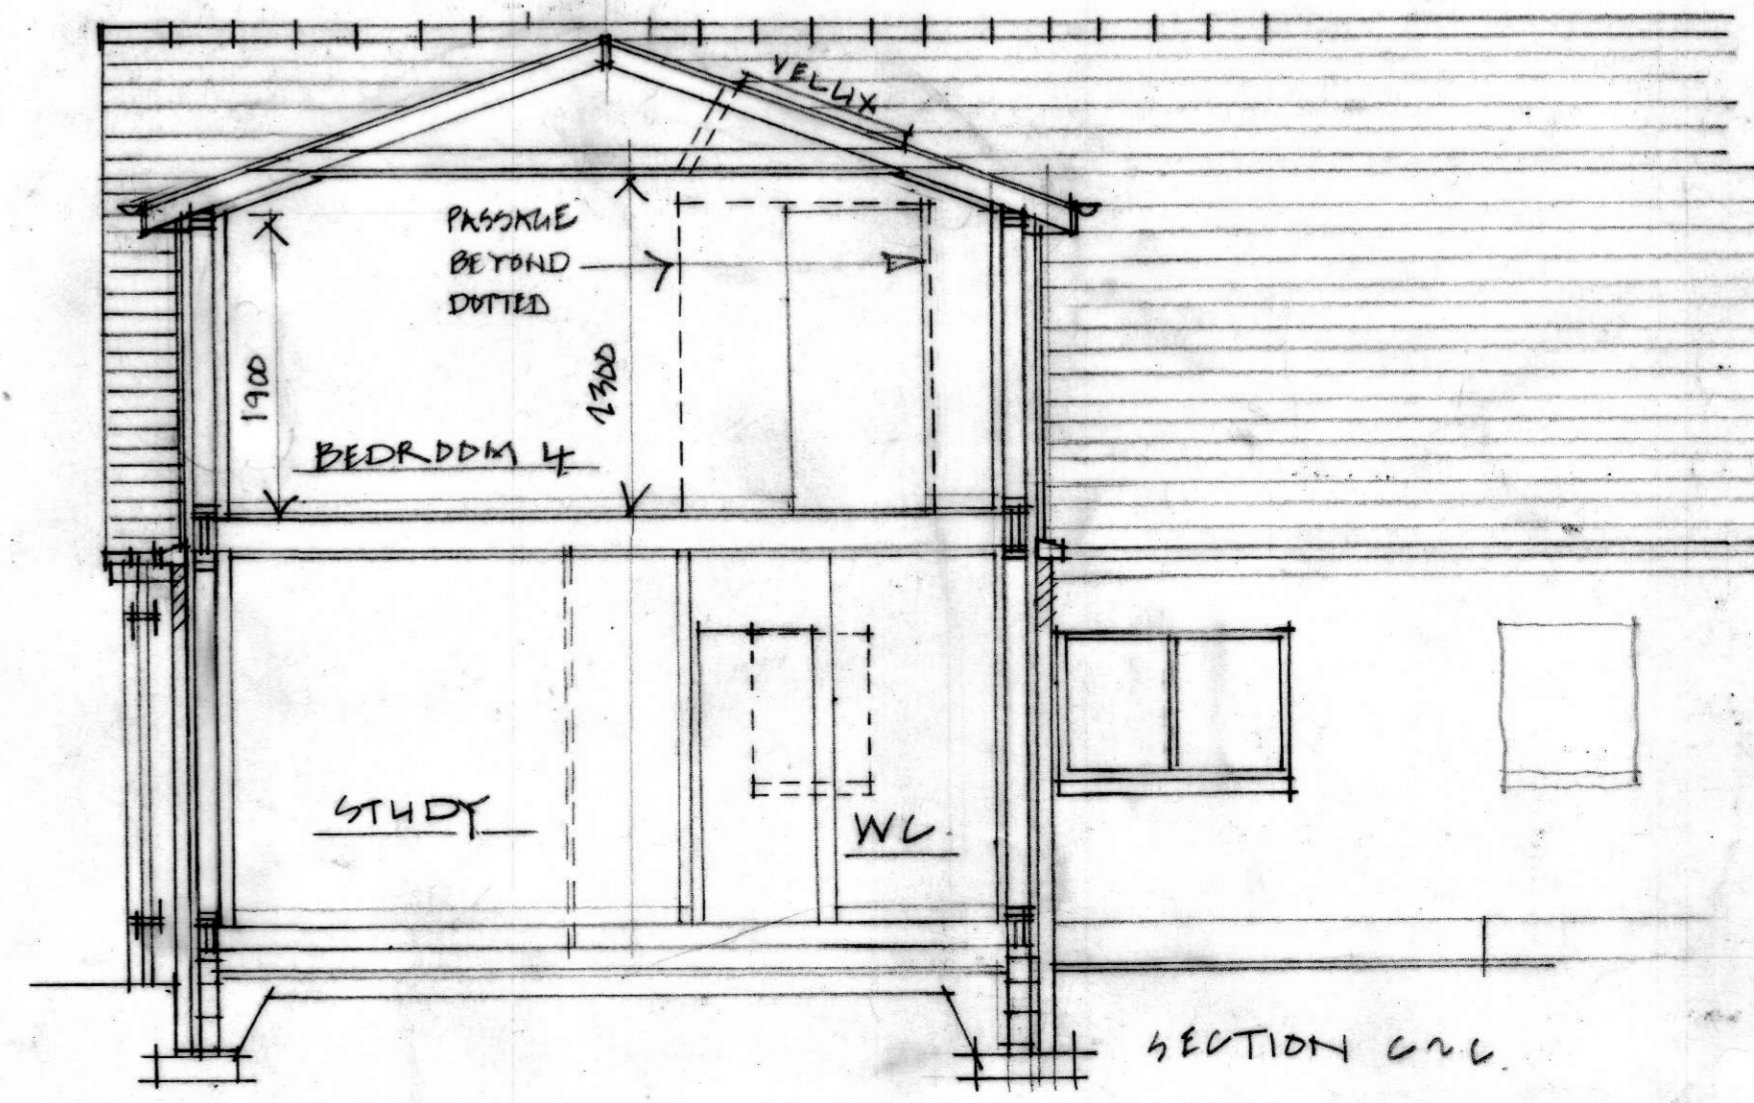 VELUX
PASSAGE
BEYOND
DOTTED
1900
2300
BEDROOM 4
STUDY
WC.
SECTION C~C.